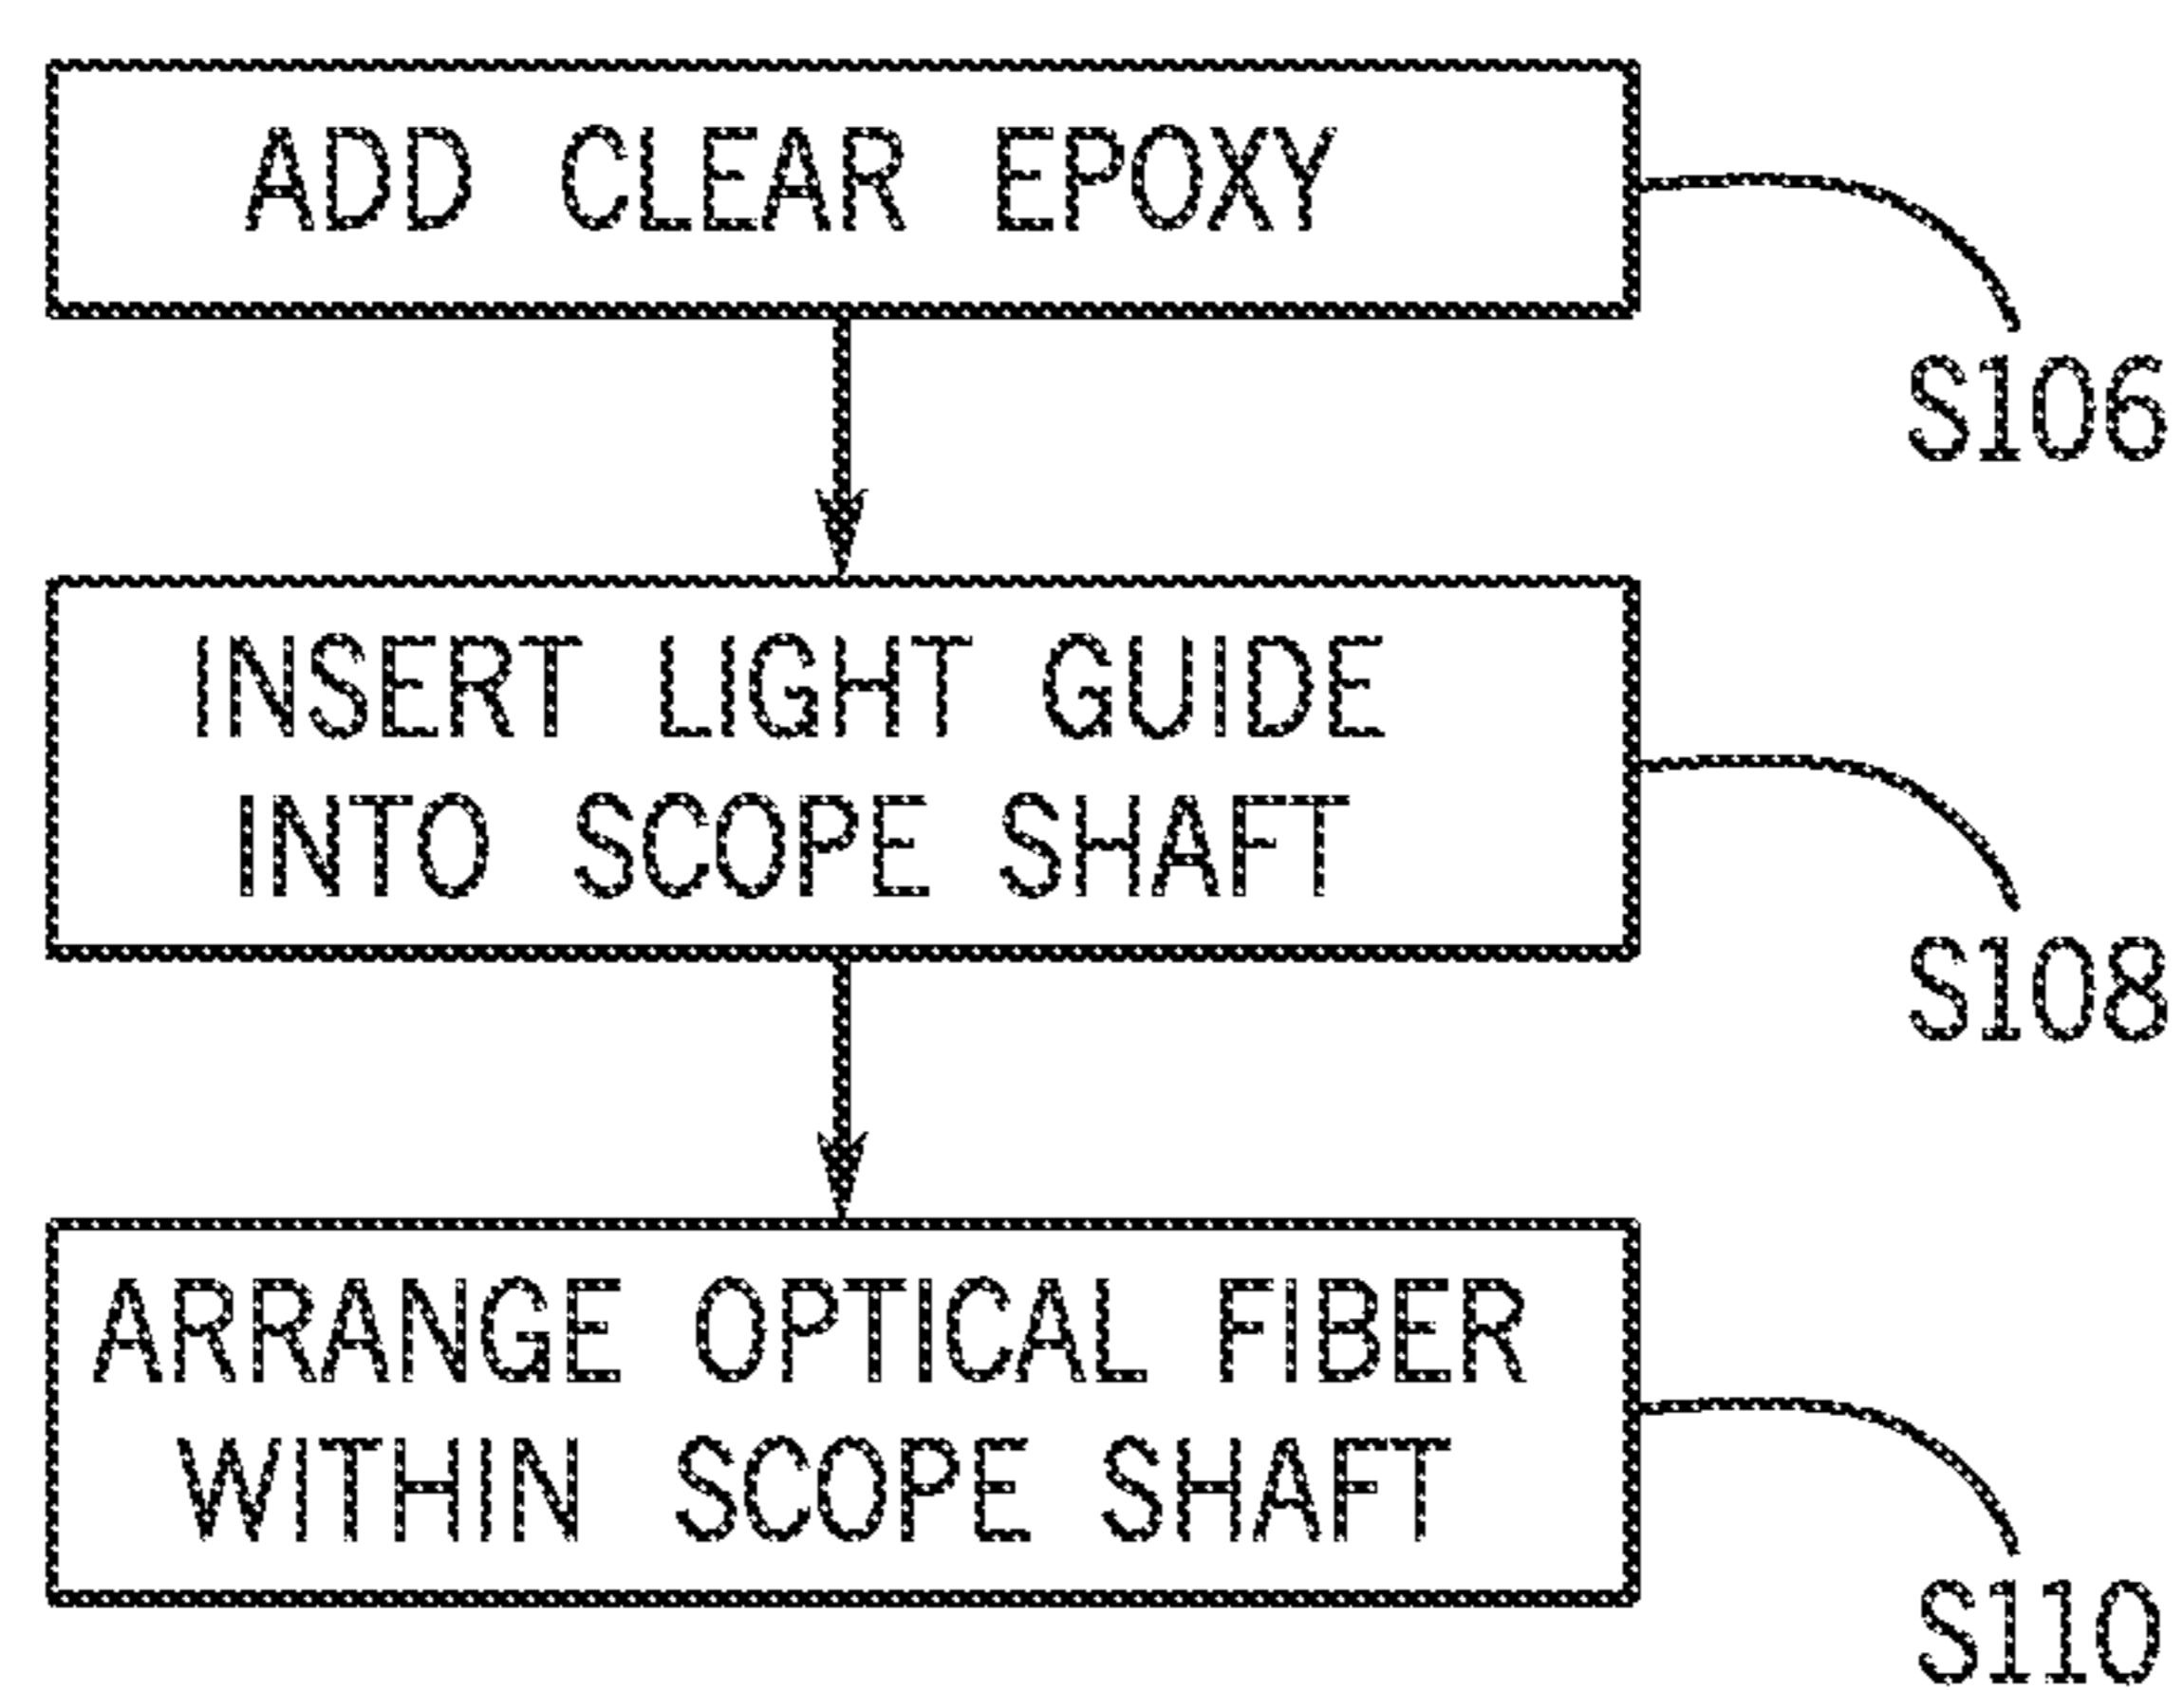 ADD CLEAR EPOXY
S106
INSERT LIGHT GUIDE
INTO SCOPE SHAFT
S108
ARRANGE OPTICAL FIBER
WITHIN SCOPE SHAFT
S110